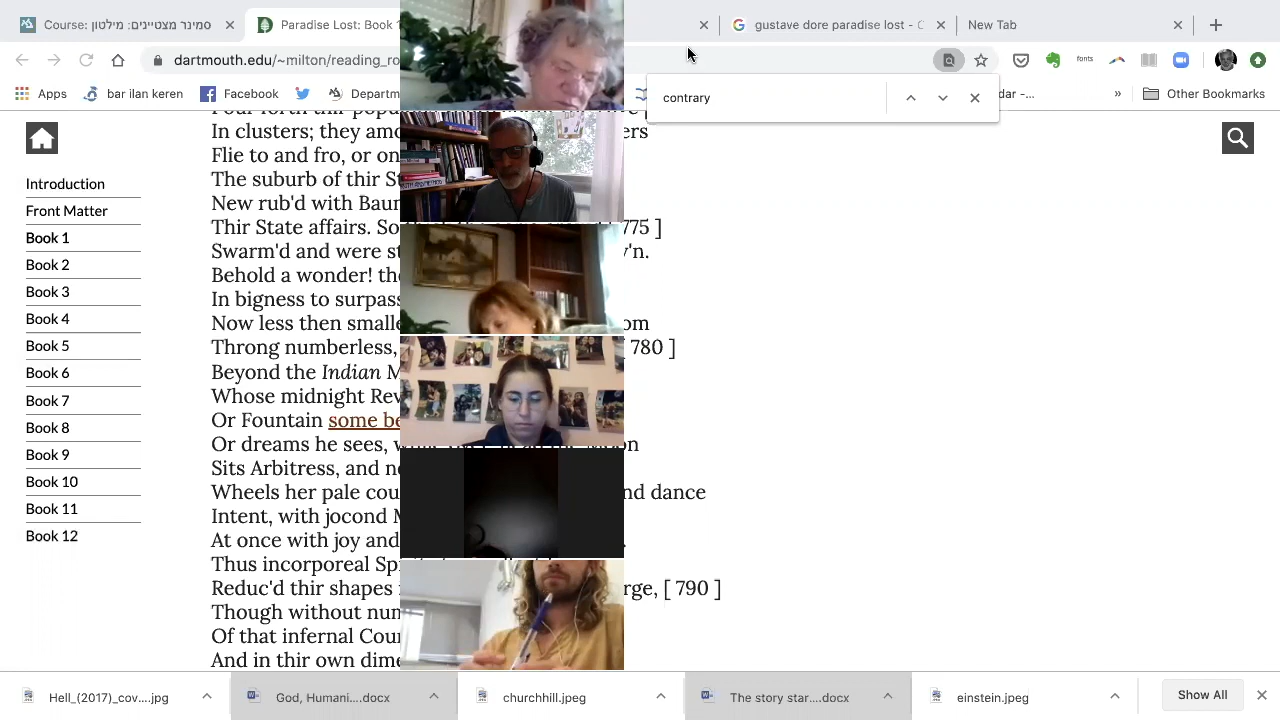 Course: סמינר מצטיינים: מילטון
Paradise Lost: Book 1
gustave dore paradise lost - G
New Tab
dartmouth.edu/~milton/reading_ro
fonts
Apps
bar ilan keren
Facebook
Departm
dar -...
»
Other Bookmarks
contrary
Introduction
Front Matter
Book 1
Book 2
Book 3
Book 4
Book 5
Book 6
Book 7
Book 8
Book 9
Book 10
Book 11
Book 12
In clusters; they amo ers
Flie to and fro, or on
The suburb of thir St
New rub'd with Baum
Thir State affairs. So 775 ]
Swarm'd and were st v'n.
Behold a wonder! the
In bigness to surpass
Now less then smalle om
Throng numberless, [ 780 ]
Beyond the Indian M
Whose midnight Rev
Or Fountain some be
Or dreams he sees, on
Sits Arbitress, and ne
Wheels her pale cou nd dance
Intent, with jocond M
At once with joy and
Thus incorporeal Spi
Reduc'd thir shapes rge, [ 790 ]
Though without num
Of that infernal Cour
And in thir own dime
Hell_(2017)_cov....jpg
God, Humani....docx
churchhill.jpeg
The story star....docx
einstein.jpeg
Show All